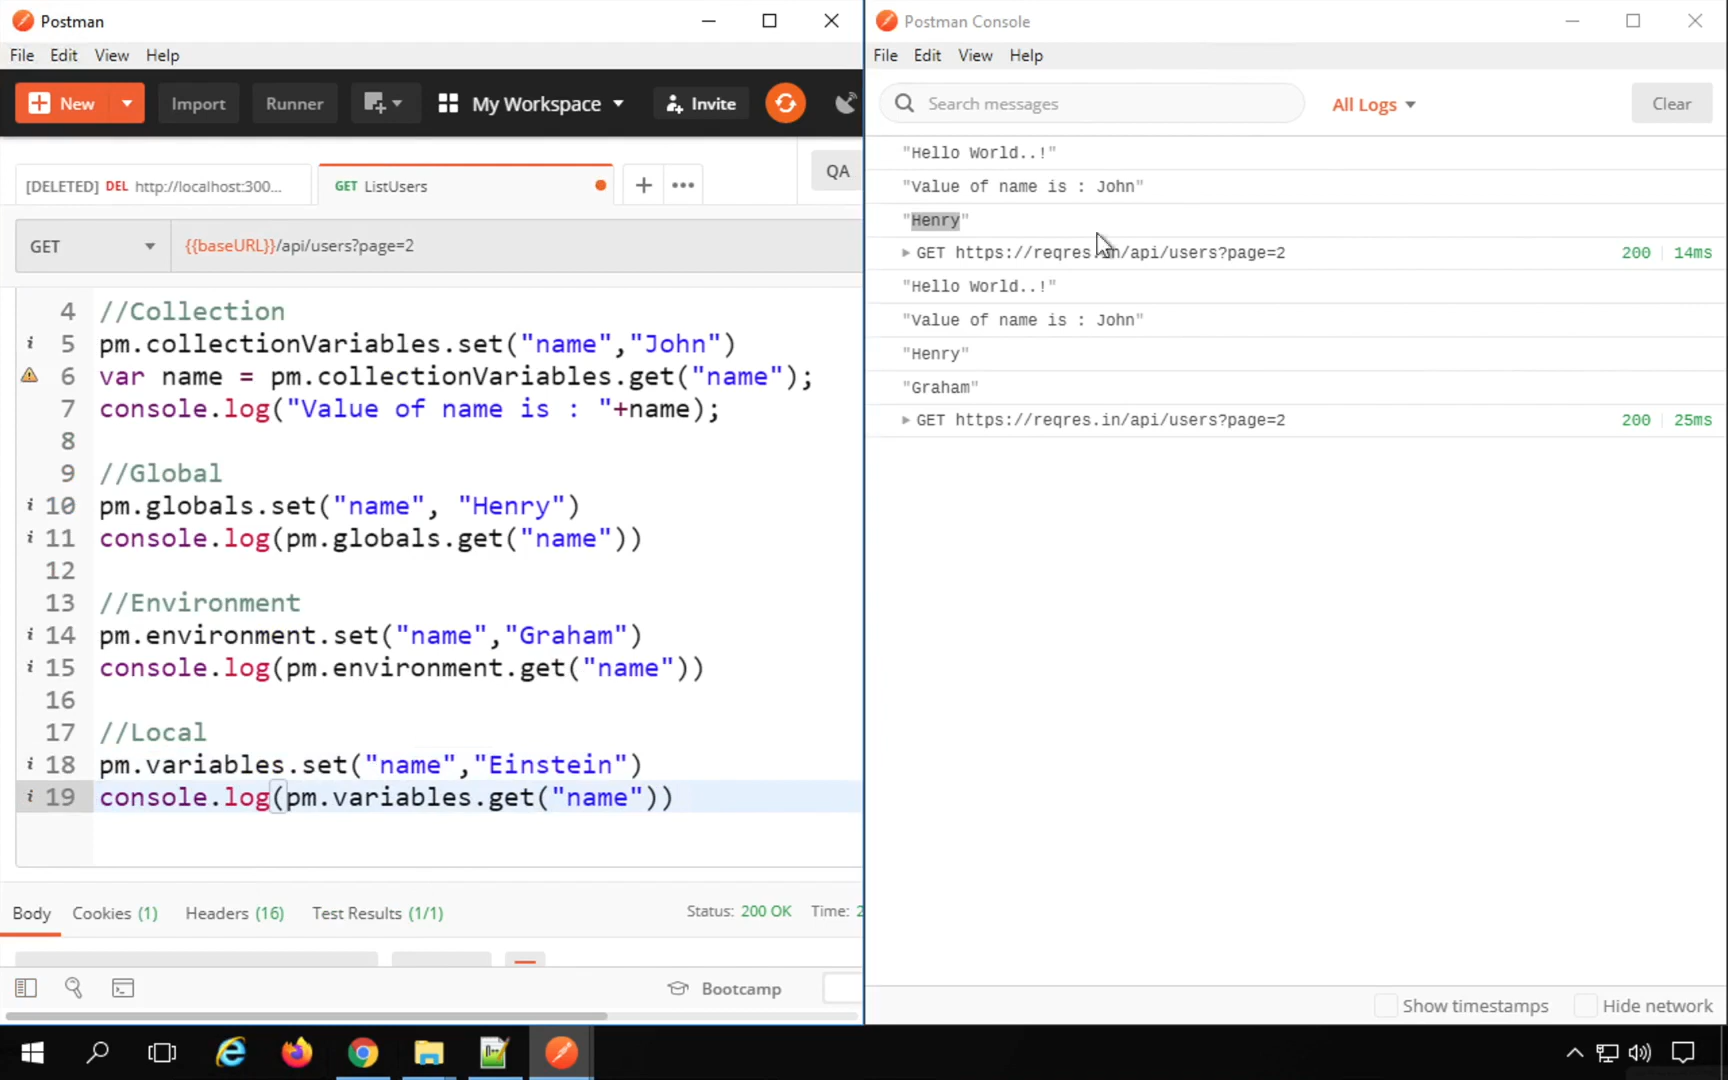 Postman
File Edit View Help
New Import Runner My Workspace Invite
[DELETED] DEL http://localhost:300... GET ListUsers QA
GET {{baseURL}}/api/users?page=2
4 //Collection
5 pm.collectionVariables.set("name","John")
6 var name = pm.collectionVariables.get("name");
7 console.log("Value of name is : "+name);
8
9 //Global
10 pm.globals.set("name", "Henry")
11 console.log(pm.globals.get("name"))
12
13 //Environment
14 pm.environment.set("name","Graham")
15 console.log(pm.environment.get("name"))
16
17 //Local
18 pm.variables.set("name","Einstein")
19 console.log(pm.variables.get("name"))
Body Cookies (1) Headers (16) Test Results (1/1) Status: 200 OK Time: 2
Bootcamp
Postman Console
File Edit View Help
Search messages All Logs Clear
"Hello World..!"
"Value of name is : John"
"Henry"
GET https://reqres.in/api/users?page=2 200 14ms
"Hello World..!"
"Value of name is : John"
"Henry"
"Graham"
GET https://reqres.in/api/users?page=2 200 25ms
Show timestamps Hide network